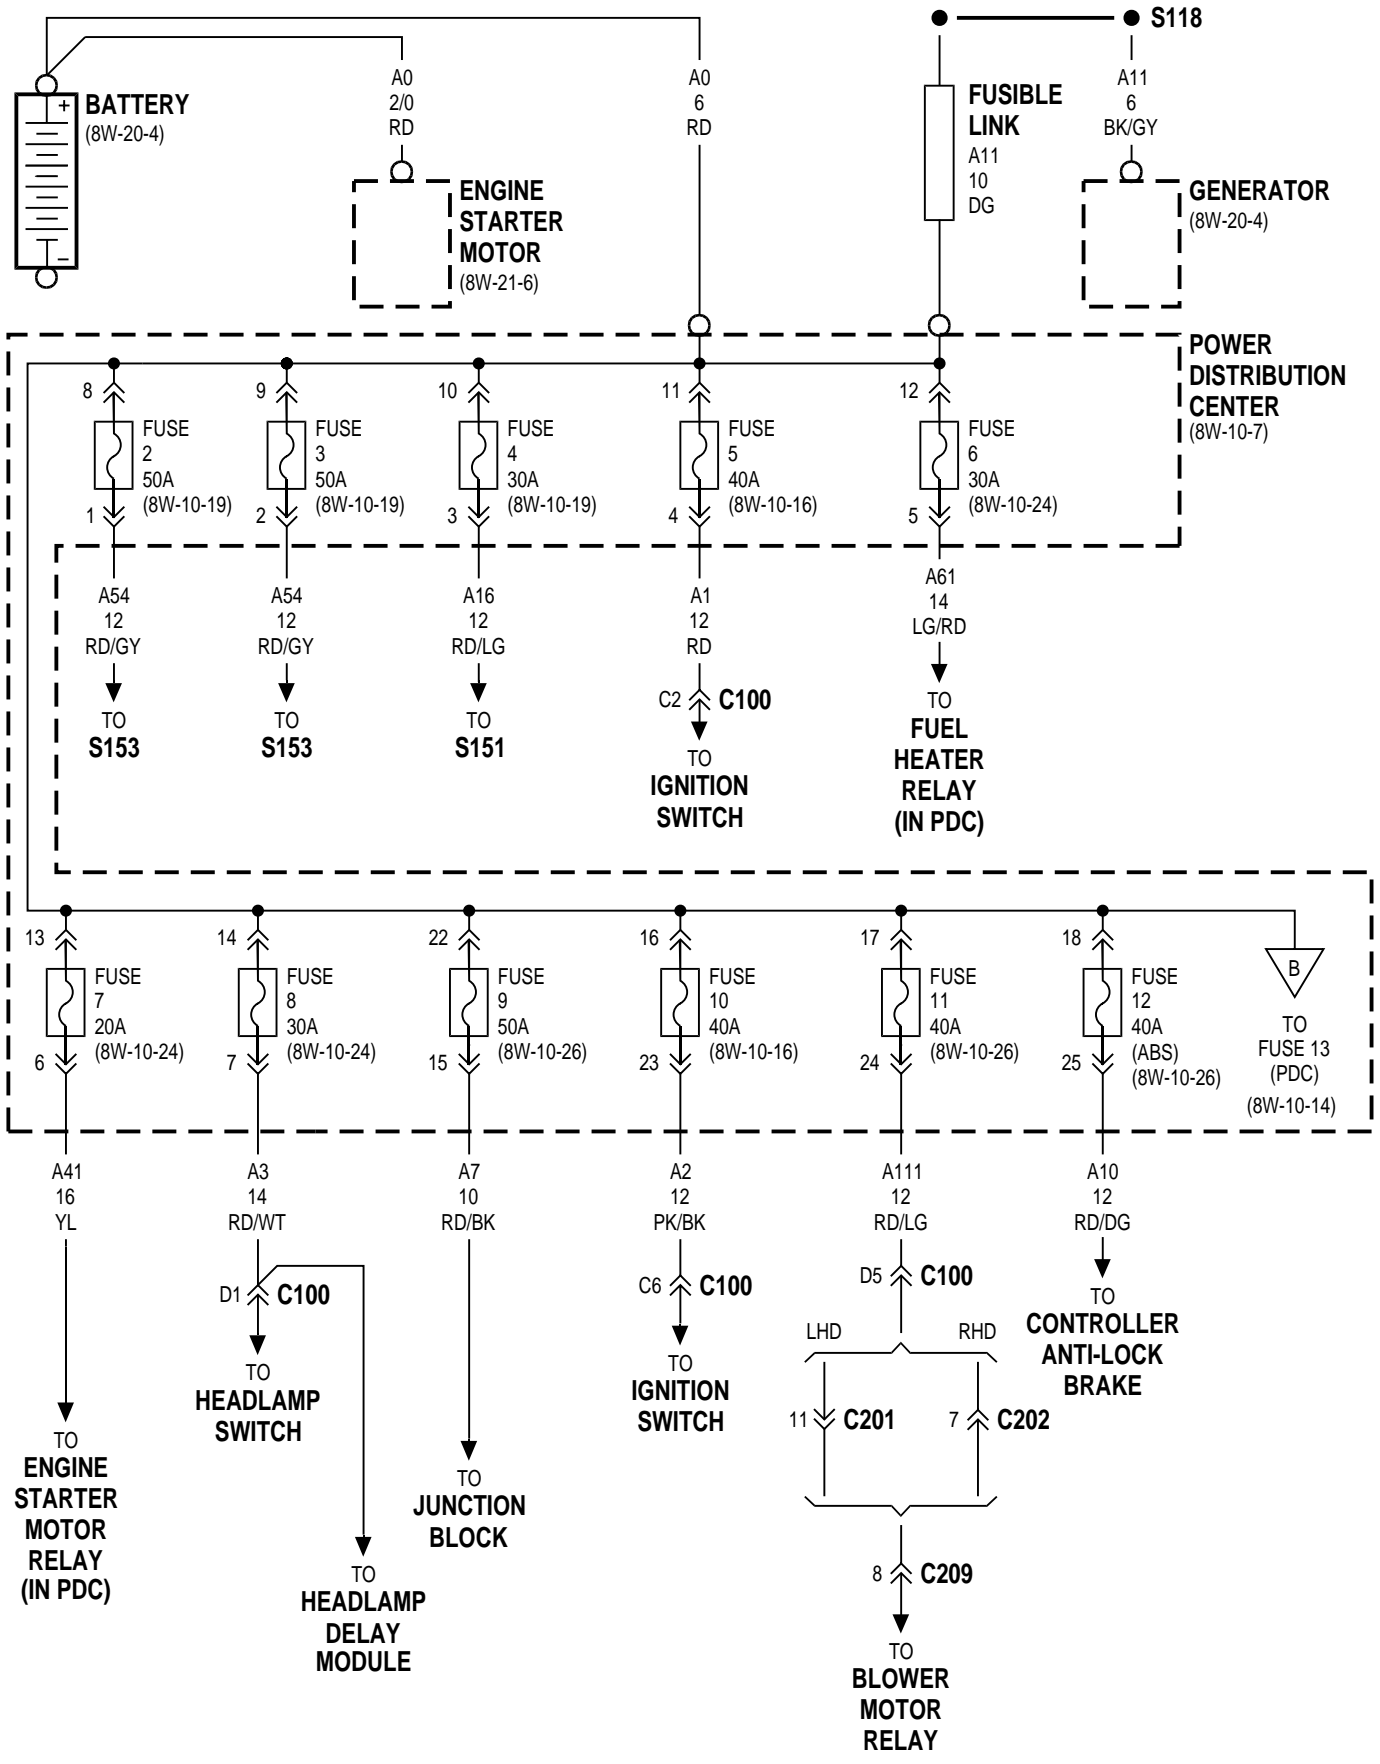 S118
BATTERY
(8W-20-4)
+
–
A0
2/0
RD
A0
6
RD
FUSIBLE
LINK
A11
10
DG
A11
6
BK/GY
ENGINE
STARTER
MOTOR
(8W-21-6)
GENERATOR
(8W-20-4)
POWER
DISTRIBUTION
CENTER
(8W-10-7)
8
FUSE
2
50A
(8W-10-19)
1
9
FUSE
3
50A
(8W-10-19)
2
10
FUSE
4
30A
(8W-10-19)
3
11
FUSE
5
40A
(8W-10-16)
4
12
FUSE
6
30A
(8W-10-24)
5
A54
12
RD/GY
TO
S153
A54
12
RD/GY
TO
S153
A16
12
RD/LG
TO
S151
A1
12
RD
C2
C100
TO
IGNITION
SWITCH
A61
14
LG/RD
TO
FUEL
HEATER
RELAY
(IN PDC)
13
FUSE
7
20A
(8W-10-24)
6
14
FUSE
8
30A
(8W-10-24)
7
22
FUSE
9
50A
(8W-10-26)
15
16
FUSE
10
40A
(8W-10-16)
23
17
FUSE
11
40A
(8W-10-26)
24
18
FUSE
12
40A
(ABS)
(8W-10-26)
25
B
TO
FUSE 13
(PDC)
(8W-10-14)
A41
16
YL
TO
ENGINE
STARTER
MOTOR
RELAY
(IN PDC)
A3
14
RD/WT
D1
C100
TO
HEADLAMP
SWITCH
TO
HEADLAMP
DELAY
MODULE
A7
10
RD/BK
TO
JUNCTION
BLOCK
A2
12
PK/BK
C6
C100
TO
IGNITION
SWITCH
A111
12
RD/LG
D5
C100
LHD
RHD
11
C201
7
C202
8
C209
TO
BLOWER
MOTOR
RELAY
A10
12
RD/DG
TO
CONTROLLER
ANTI-LOCK
BRAKE